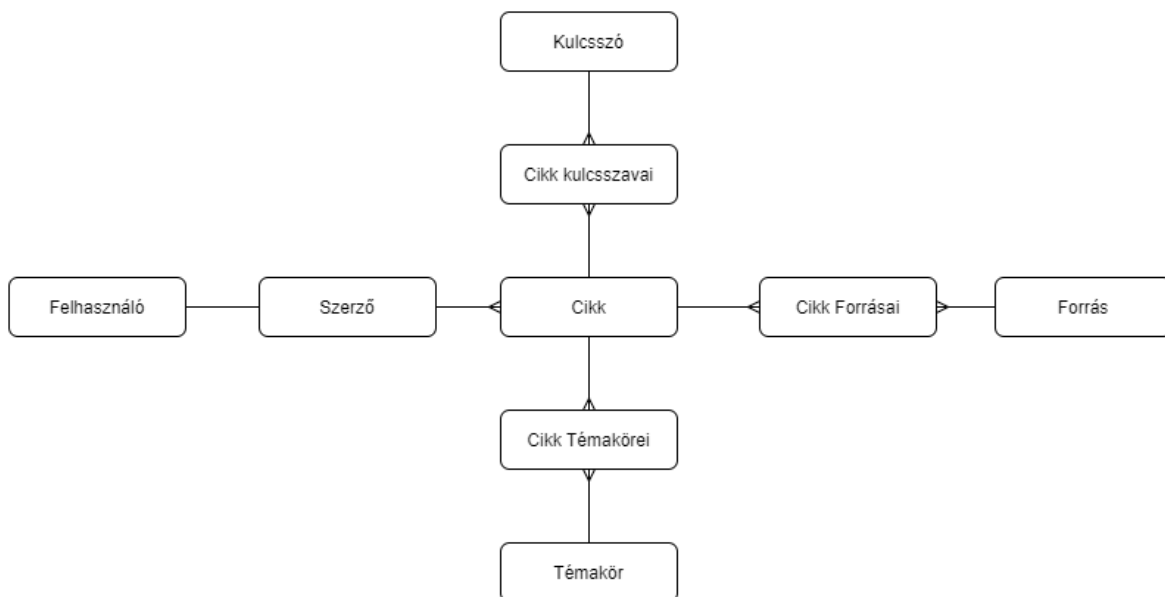 Kulcsszó
Cikk kulcsszavai
Felhasználó
Szerző
Cikk
Cikk Forrásai
Forrás
Cikk Témakörei
Témakör